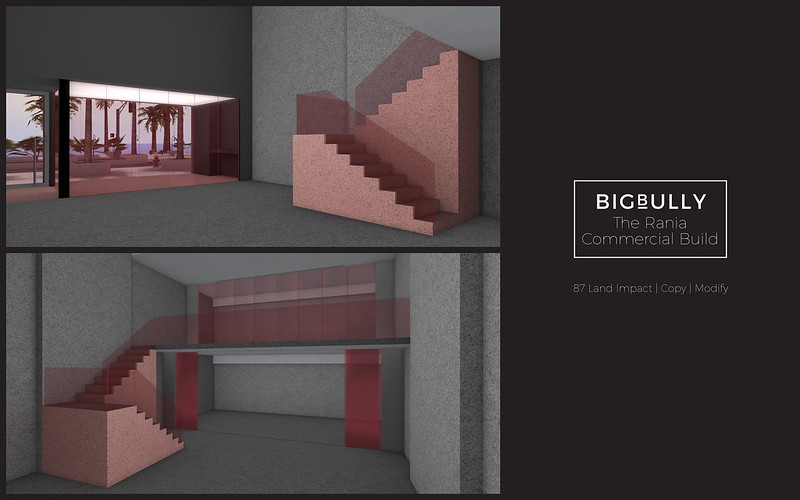 BIGBULLY
The Rania
Commercial Build
87 Land Impact | Copy | Modify